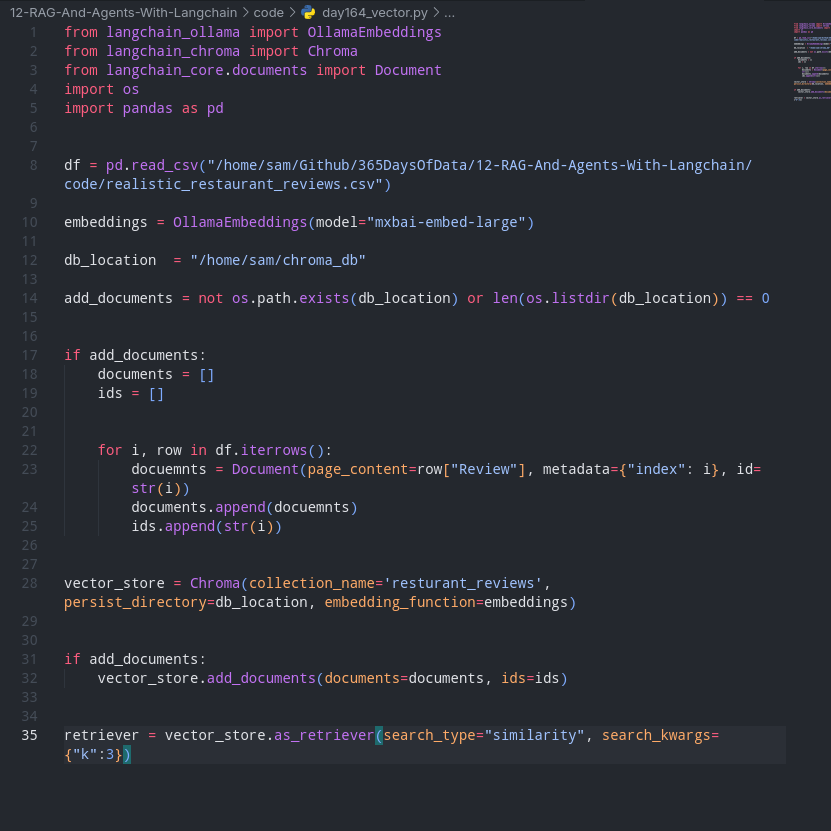 12-RAG-And-Agents-With-Langchain > code > day164_vector.py > ...
1 from langchain_ollama import OllamaEmbeddings
2 from langchain_chroma import Chroma
3 from langchain_core.documents import Document
4 import os
5 import pandas as pd
6
7
8 df = pd.read_csv("/home/sam/Github/365DaysOfData/12-RAG-And-Agents-With-Langchain/
code/realistic_restaurant_reviews.csv")
9
10 embeddings = OllamaEmbeddings(model="mxbai-embed-large")
11
12 db_location  = "/home/sam/chroma_db"
13
14 add_documents = not os.path.exists(db_location) or len(os.listdir(db_location)) == 0
15
16
17 if add_documents:
18     documents = []
19     ids = []
20
21
22     for i, row in df.iterrows():
23         docuemnts = Document(page_content=row["Review"], metadata={"index": i}, id=
str(i))
24         documents.append(docuemnts)
25         ids.append(str(i))
26
27
28 vector_store = Chroma(collection_name='resturant_reviews',
persist_directory=db_location, embedding_function=embeddings)
29
30
31 if add_documents:
32     vector_store.add_documents(documents=documents, ids=ids)
33
34
35 retriever = vector_store.as_retriever(search_type="similarity", search_kwargs=
{"k":3})